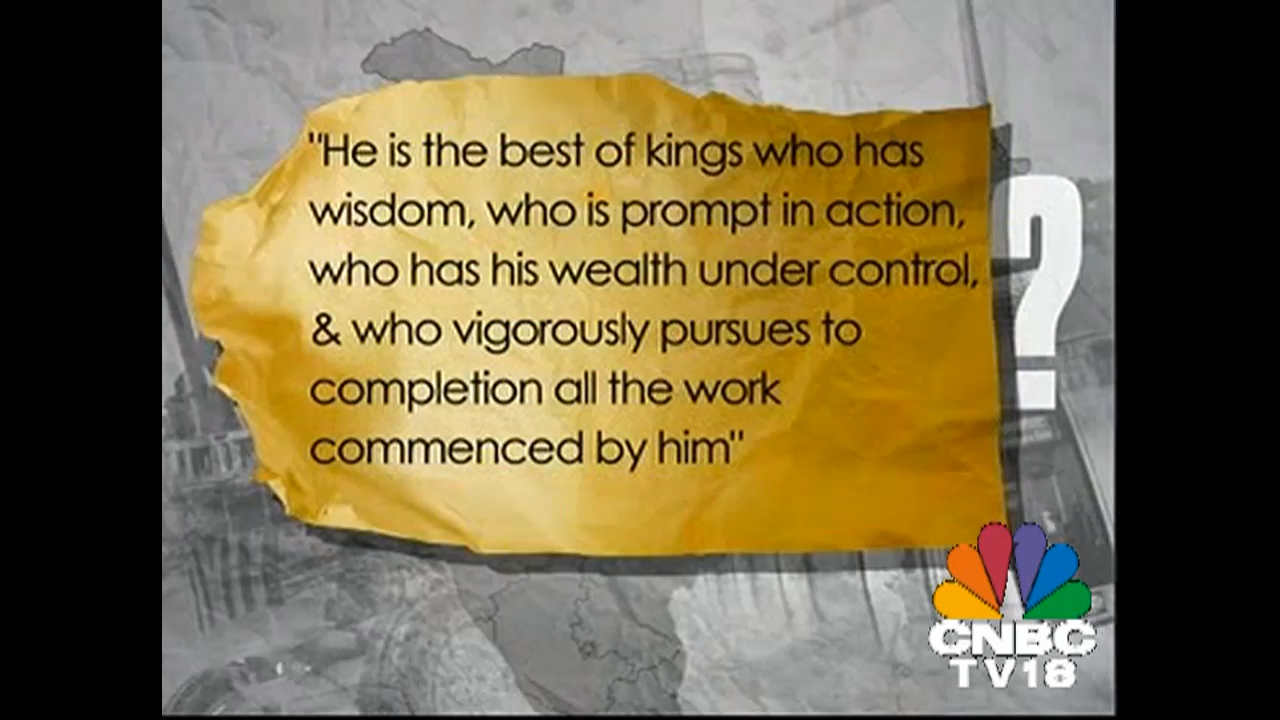 "He is the best of kings who has
wisdom, who is prompt in action,
who has his wealth under control,
& who vigorously pursues to
completion all the work
commenced by him"
?
CNBC
TV18